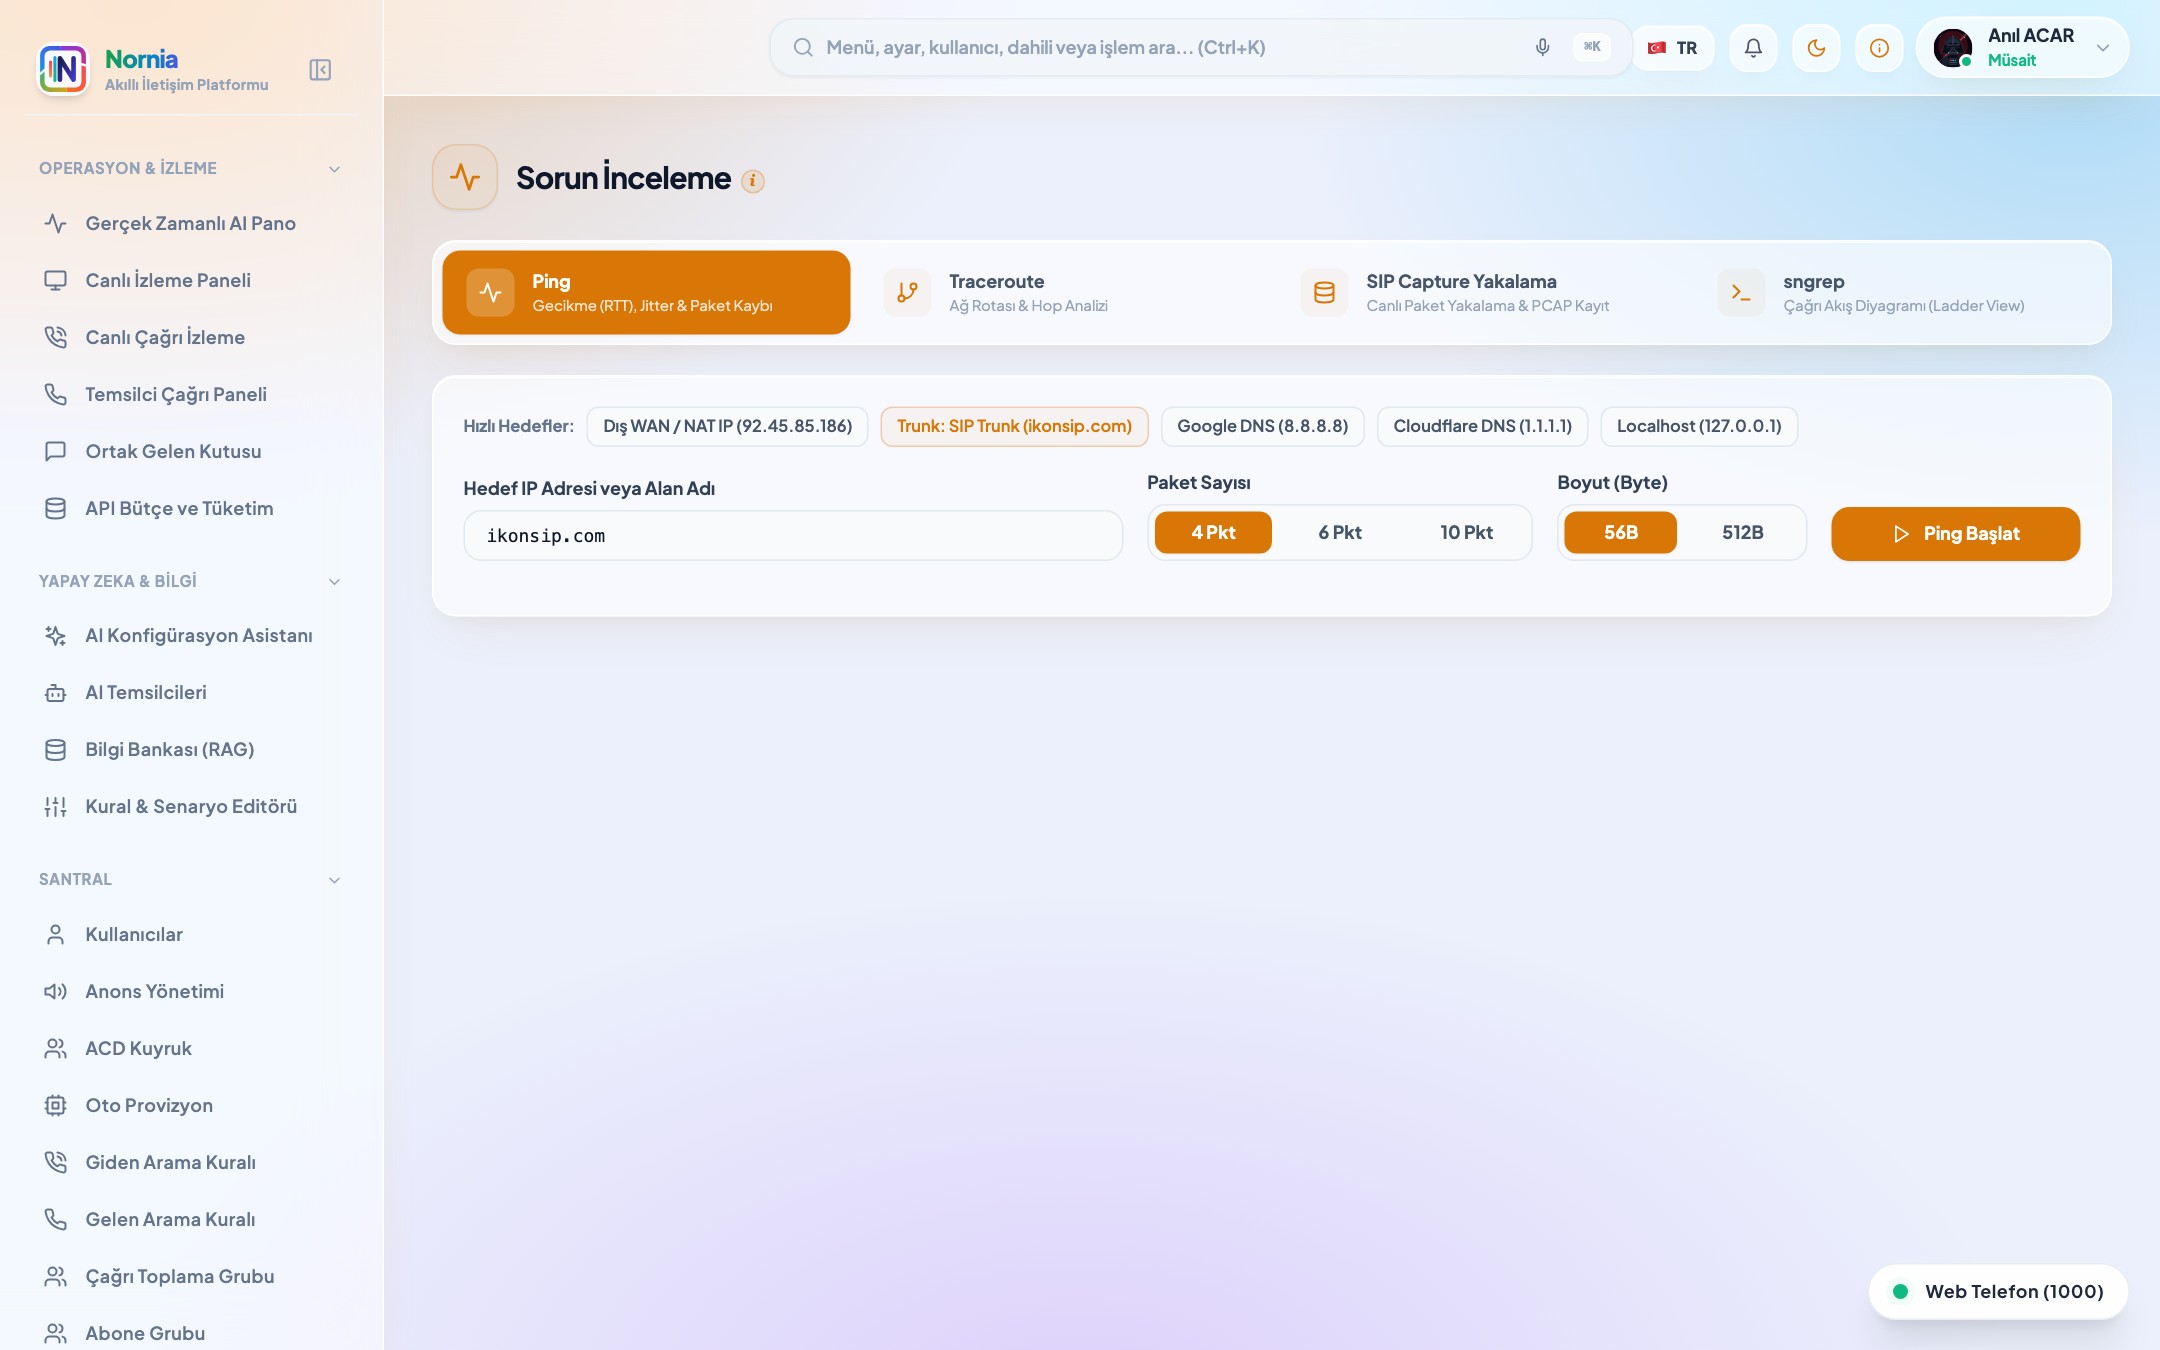 Nornia
Akıllı İletişim Platformu
Menü, ayar, kullanıcı, dahili veya işlem ara... (Ctrl+K)
⌘K
TR
Anıl ACAR
Müsait
OPERASYON & İZLEME
Gerçek Zamanlı AI Pano
Canlı İzleme Paneli
Canlı Çağrı İzleme
Temsilci Çağrı Paneli
Ortak Gelen Kutusu
API Bütçe ve Tüketim
YAPAY ZEKA & BİLGİ
AI Konfigürasyon Asistanı
AI Temsilcileri
Bilgi Bankası (RAG)
Kural & Senaryo Editörü
SANTRAL
Kullanıcılar
Anons Yönetimi
ACD Kuyruk
Oto Provizyon
Giden Arama Kuralı
Gelen Arama Kuralı
Çağrı Toplama Grubu
Abone Grubu
Sorun İnceleme
Ping
Gecikme (RTT), Jitter & Paket Kaybı
Traceroute
Ağ Rotası & Hop Analizi
SIP Capture Yakalama
Canlı Paket Yakalama & PCAP Kayıt
sngrep
Çağrı Akış Diyagramı (Ladder View)
Hızlı Hedefler:
Dış WAN / NAT IP (92.45.85.186)
Trunk: SIP Trunk (ikonsip.com)
Google DNS (8.8.8.8)
Cloudflare DNS (1.1.1.1)
Localhost (127.0.0.1)
Hedef IP Adresi veya Alan Adı
ikonsip.com
Paket Sayısı
4 Pkt
6 Pkt
10 Pkt
Boyut (Byte)
56B
512B
Ping Başlat
Web Telefon (1000)